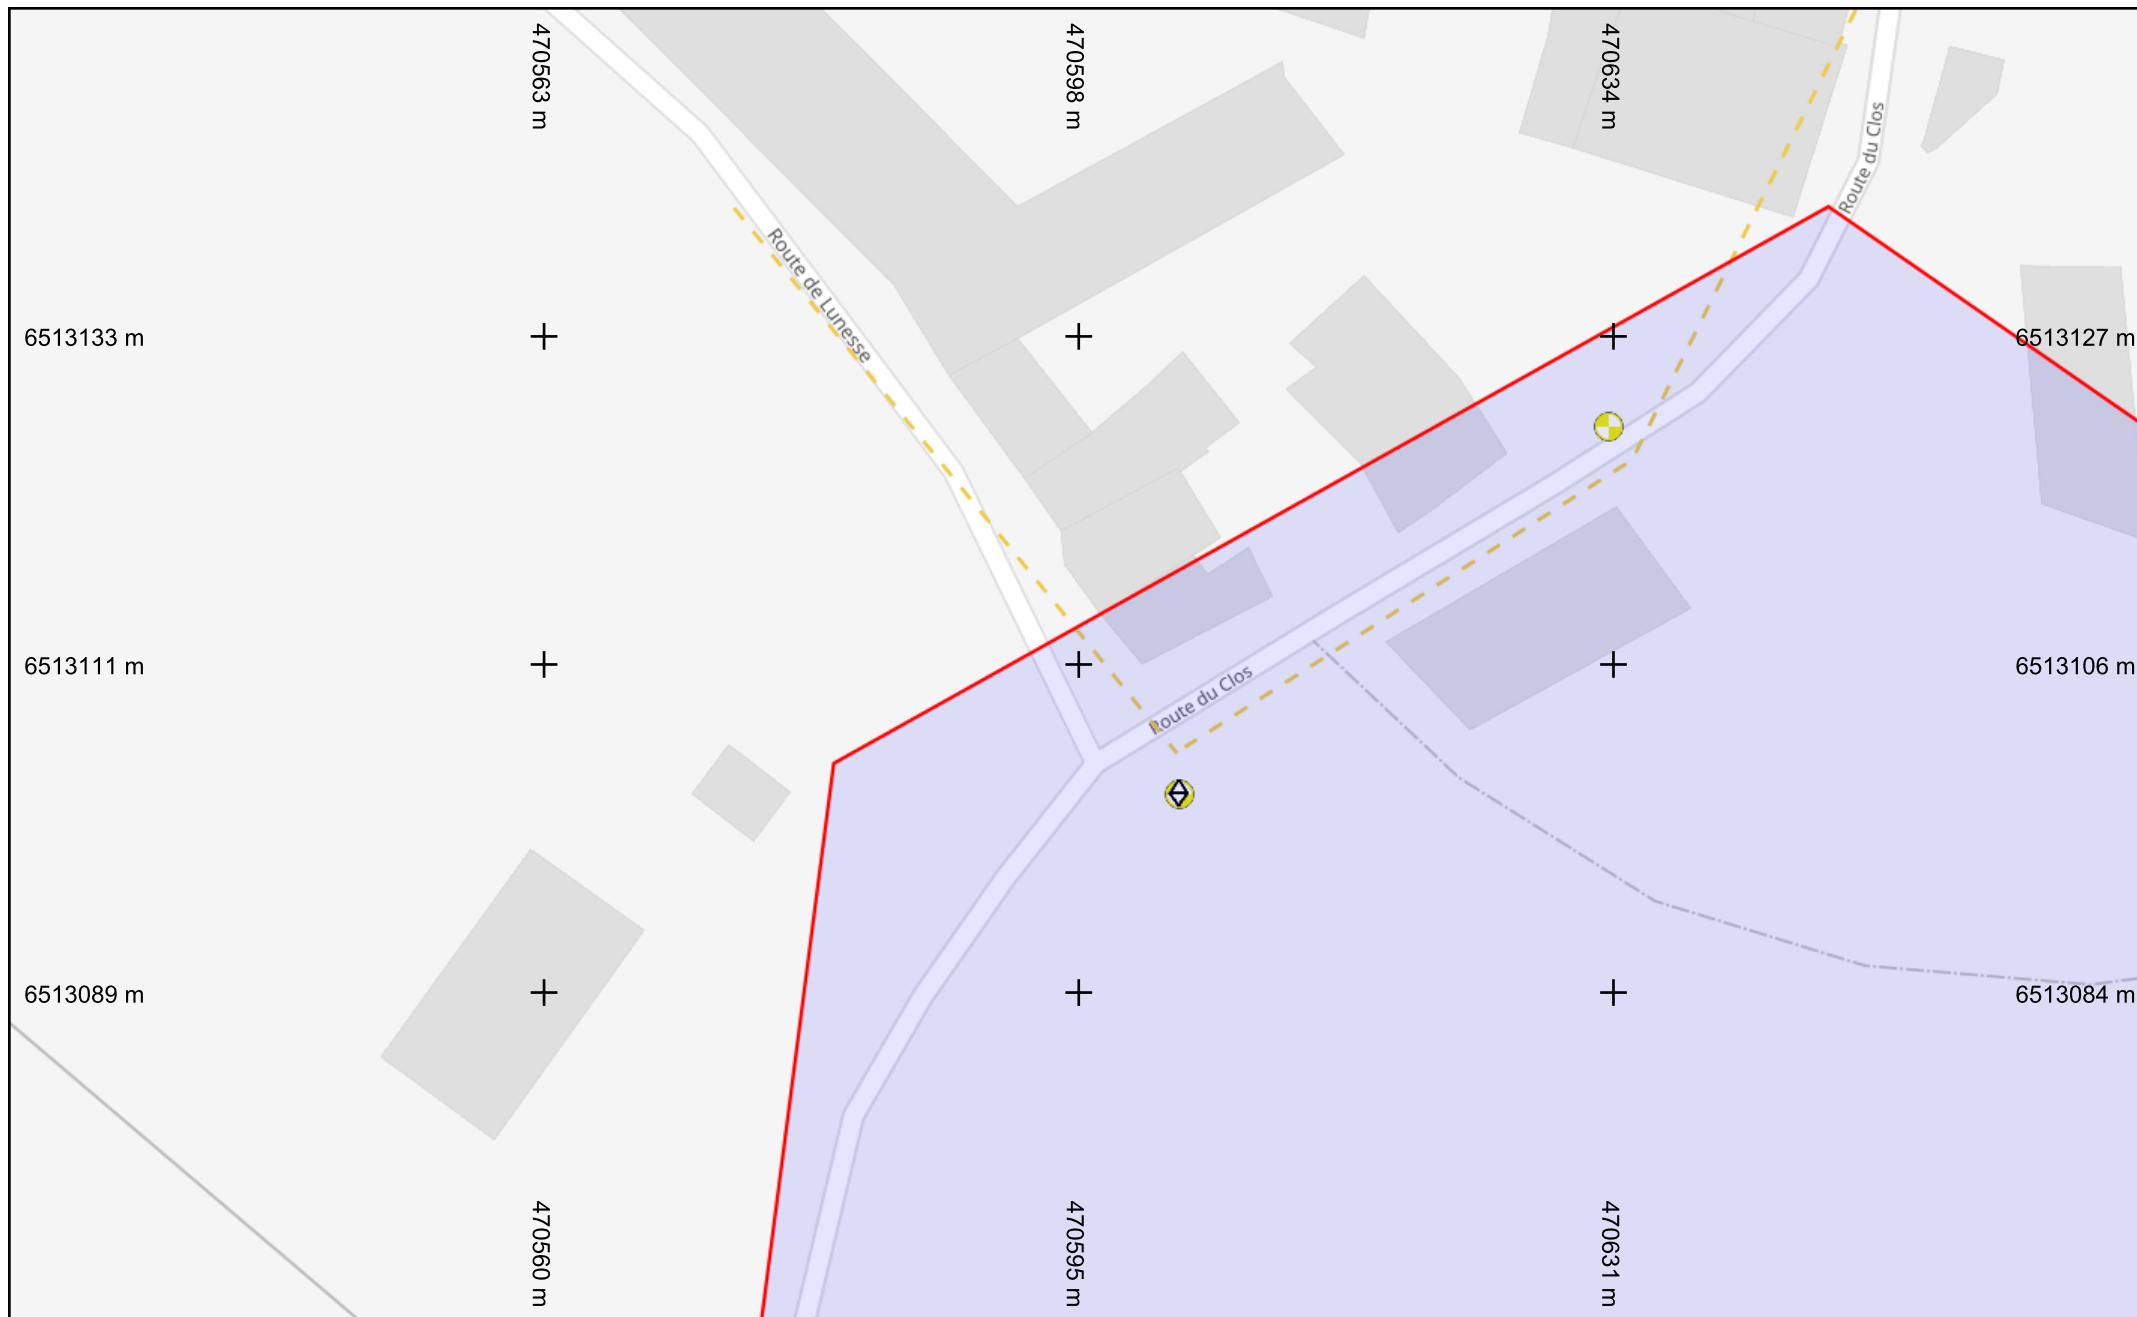 470563 m
470598 m
470634 m
Route du Clos
Route de Lunesse
6513133 m
6513127 m
6513111 m
Route du Clos
6513106 m
6513089 m
6513084 m
470560 m
470595 m
470631 m